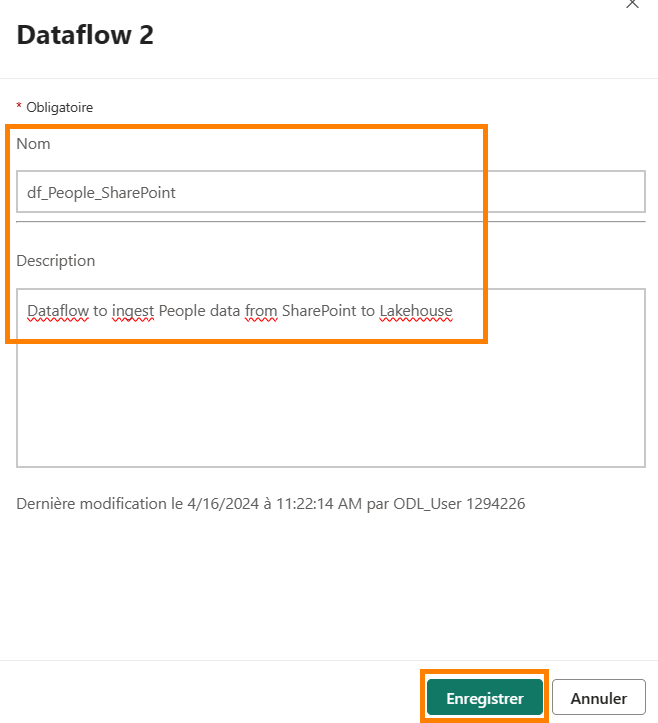 Dataflow 2
* Obligatoire
Nom
df_People_SharePoint
Description
Dataflow to ingest People data from SharePoint to Lakehouse
Dernière modification le 4/16/2024 à 11:22:14 AM par ODL_User 1294226
Enregistrer Annuler